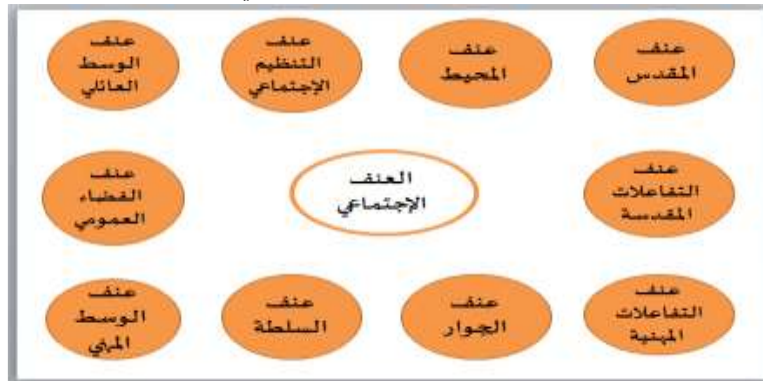 عنف
المقدس
عنف
المحيط
عنف
التنظيم
الإجتماعي
عنف
الوسط
العائلي
عنف
التفاعلات
المقدسة
العنف
الإجتماعي
عنف
الفضاء
العمومي
عنف
التفاعلات
المهنية
عنف
الجوار
عنف
السلطة
عنف
الوسط
المهني